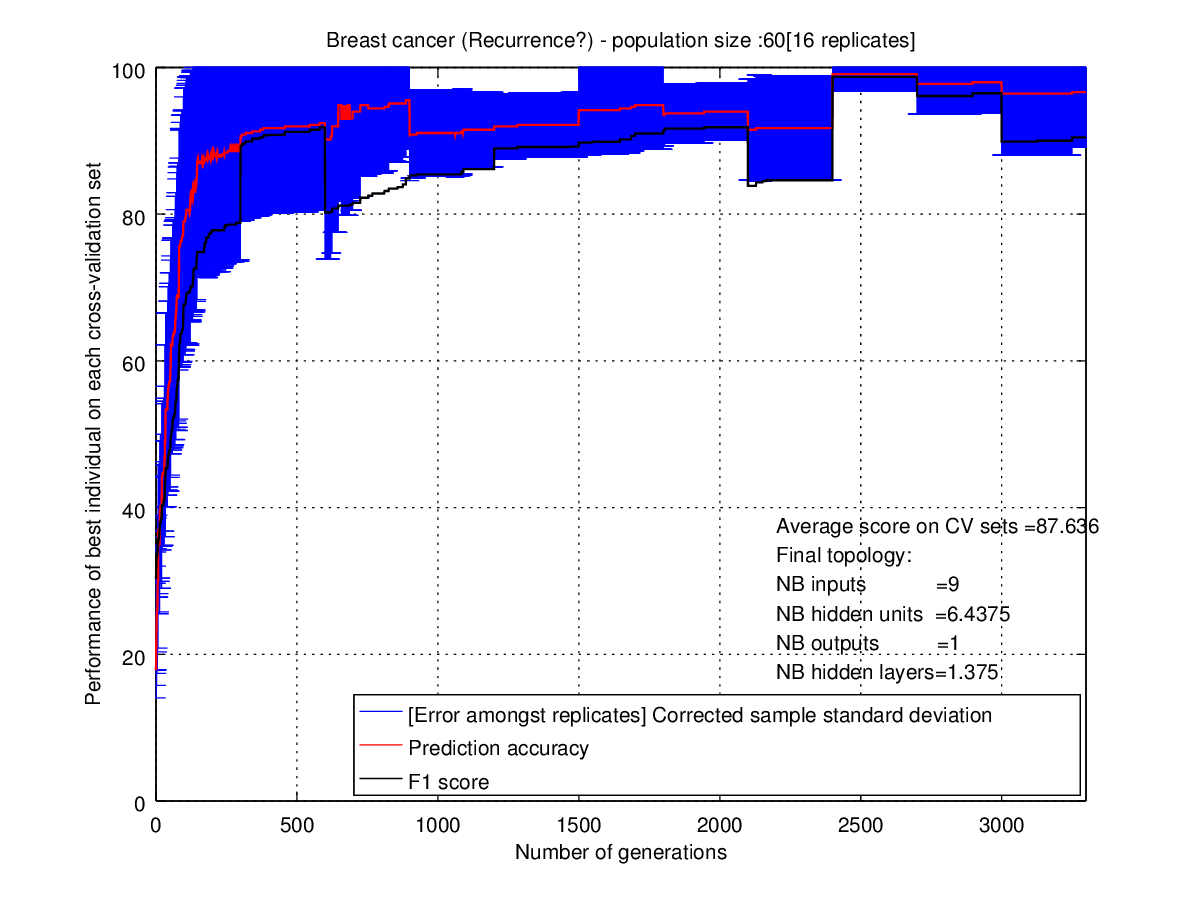 Breast cancer (Recurrence?) - population size :60[16 replicates]
Performance of best individual on each cross-validation set
100
80
60
40
20
0
Average score on CV sets =87.636
Final topology:
NB inputs =9
NB hidden units =6.4375
NB outputs =1
NB hidden layers=1.375
[Error amongst replicates] Corrected sample standard deviation
Prediction accuracy
F1 score
0 500 1000 1500 2000 2500 3000
Number of generations